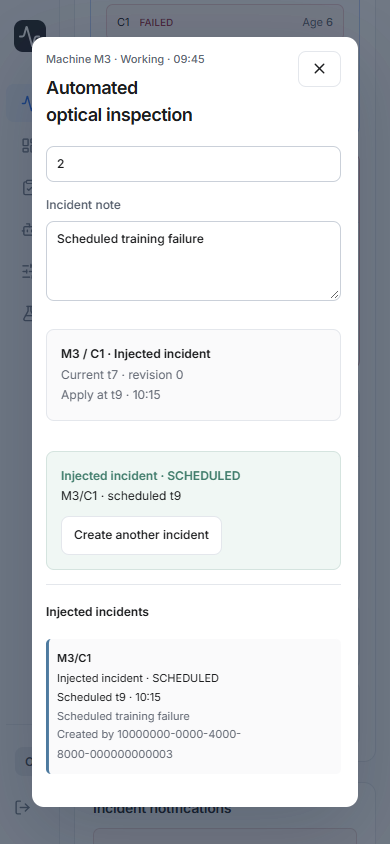 C1 FAILED Age 6
Machine M3 · Working · 09:45
Automated
optical inspection
2
Incident note
Scheduled training failure
M3 / C1 · Injected incident
Current t7 · revision 0
Apply at t9 · 10:15
Injected incident · SCHEDULED
M3/C1 · scheduled t9
Create another incident
Injected incidents
M3/C1
Injected incident · SCHEDULED
Scheduled t9 · 10:15
Scheduled training failure
Created by 10000000-0000-4000-
8000-000000000003
Incident notifications